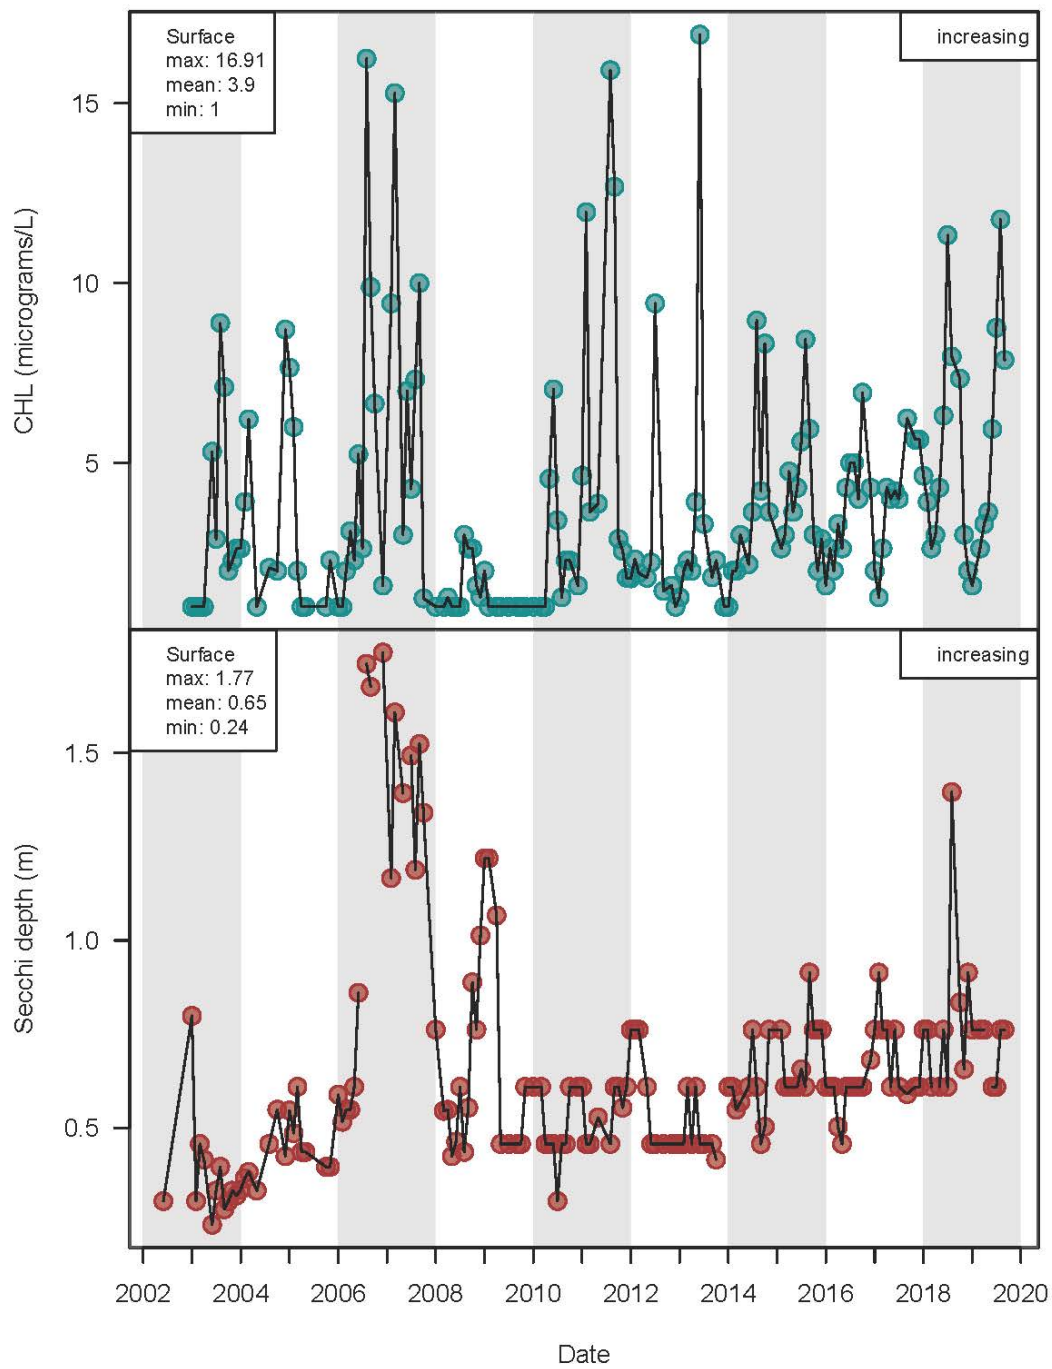 Surface
max: 16.91
mean: 3.9
min: 1
increasing
15
10
5
CHL (micrograms/L)
Surface
max: 1.77
mean: 0.65
min: 0.24
increasing
1.5
1.0
0.5
Secchi depth (m)
2002 2004 2006 2008 2010 2012 2014 2016 2018 2020
Date